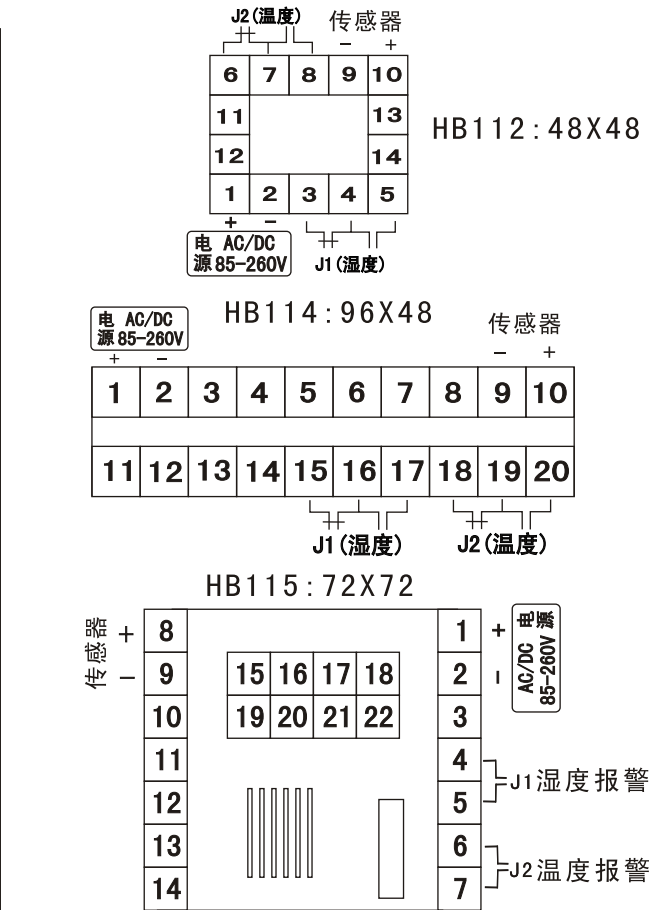 J2(温度) 传感器
− +
6 7 8 9 10
11 13
12 14
1 2 3 4 5
+ −
HB112:48X48
电 AC/DC
源 85-260V
J1(湿度)
HB114:96X48
电 AC/DC
源 85-260V
+ −
传感器
− +
1 2 3 4 5 6 7 8 9 10
11 12 13 14 15 16 17 18 19 20
J1(湿度) J2(温度)
HB115:72X72
传感器
+
−
8
9
10
11
12
13
14
15 16 17 18
19 20 21 22
1
2
3
4
5
6
7
+
−
电 源
AC/DC
85-260V
J1湿度报警
J2温度报警